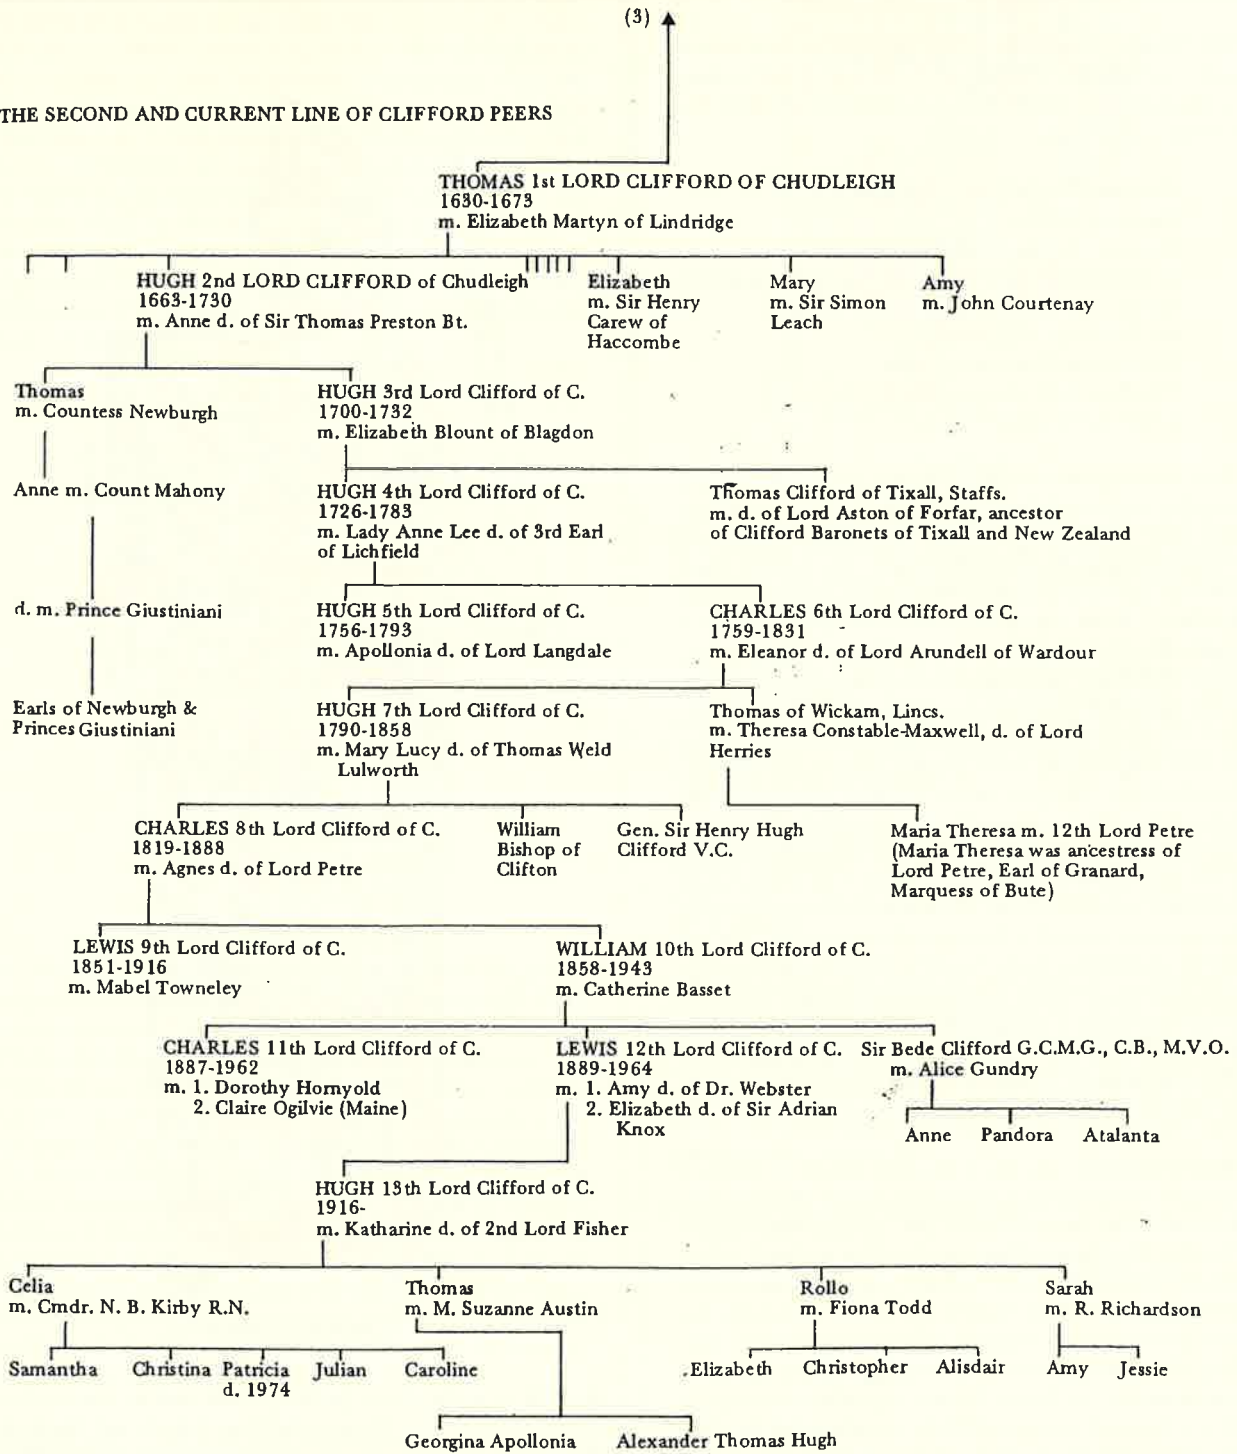 (3)
THE SECOND AND CURRENT LINE OF CLIFFORD PEERS
THOMAS 1st LORD CLIFFORD OF CHUDLEIGH
1630-1673
m. Elizabeth Martyn of Lindridge
HUGH 2nd LORD CLIFFORD of Chudleigh
1663-1730
m. Anne d. of Sir Thomas Preston Bt.
Elizabeth
m. Sir Henry
Carew of
Haccombe
Mary
m. Sir Simon
Leach
Amy
m. John Courtenay
Thomas
m. Countess Newburgh
HUGH 3rd Lord Clifford of C.
1700-1732
m. Elizabeth Blount of Blagdon
Anne m. Count Mahony
HUGH 4th Lord Clifford of C.
1726-1783
m. Lady Anne Lee d. of 3rd Earl
of Lichfield
Thomas Clifford of Tixall, Staffs.
m. d. of Lord Aston of Forfar, ancestor
of Clifford Baronets of Tixall and New Zealand
d. m. Prince Giustiniani
HUGH 5th Lord Clifford of C.
1756-1793
m. Apollonia d. of Lord Langdale
CHARLES 6th Lord Clifford of C.
1759-1831
m. Eleanor d. of Lord Arundell of Wardour
Earls of Newburgh &
Princes Giustiniani
HUGH 7th Lord Clifford of C.
1790-1858
m. Mary Lucy d. of Thomas Weld
Lulworth
Thomas of Wickam, Lincs.
m. Theresa Constable-Maxwell, d. of Lord
Herries
CHARLES 8th Lord Clifford of C.
1819-1888
m. Agnes d. of Lord Petre
William
Bishop of
Clifton
Gen. Sir Henry Hugh
Clifford V.C.
Maria Theresa m. 12th Lord Petre
(Maria Theresa was ancestress of
Lord Petre, Earl of Granard,
Marquess of Bute)
LEWIS 9th Lord Clifford of C.
1851-1916
m. Mabel Towneley
WILLIAM 10th Lord Clifford of C.
1858-1943
m. Catherine Basset
CHARLES 11th Lord Clifford of C.
1887-1962
m. 1. Dorothy Hornyold
2. Claire Ogilvie (Maine)
LEWIS 12th Lord Clifford of C.
1889-1964
m. 1. Amy d. of Dr. Webster
2. Elizabeth d. of Sir Adrian
Knox
Sir Bede Clifford G.C.M.G., C.B., M.V.O.
m. Alice Gundry
Anne Pandora Atalanta
HUGH 13th Lord Clifford of C.
1916-
m. Katharine d. of 2nd Lord Fisher
Celia
m. Cmdr. N. B. Kirby R.N.
Thomas
m. M. Suzanne Austin
Rollo
m. Fiona Todd
Sarah
m. R. Richardson
Samantha Christina Patricia Julian Caroline
d. 1974
Elizabeth Christopher Alisdair
Amy Jessie
Georgina Apollonia Alexander Thomas Hugh